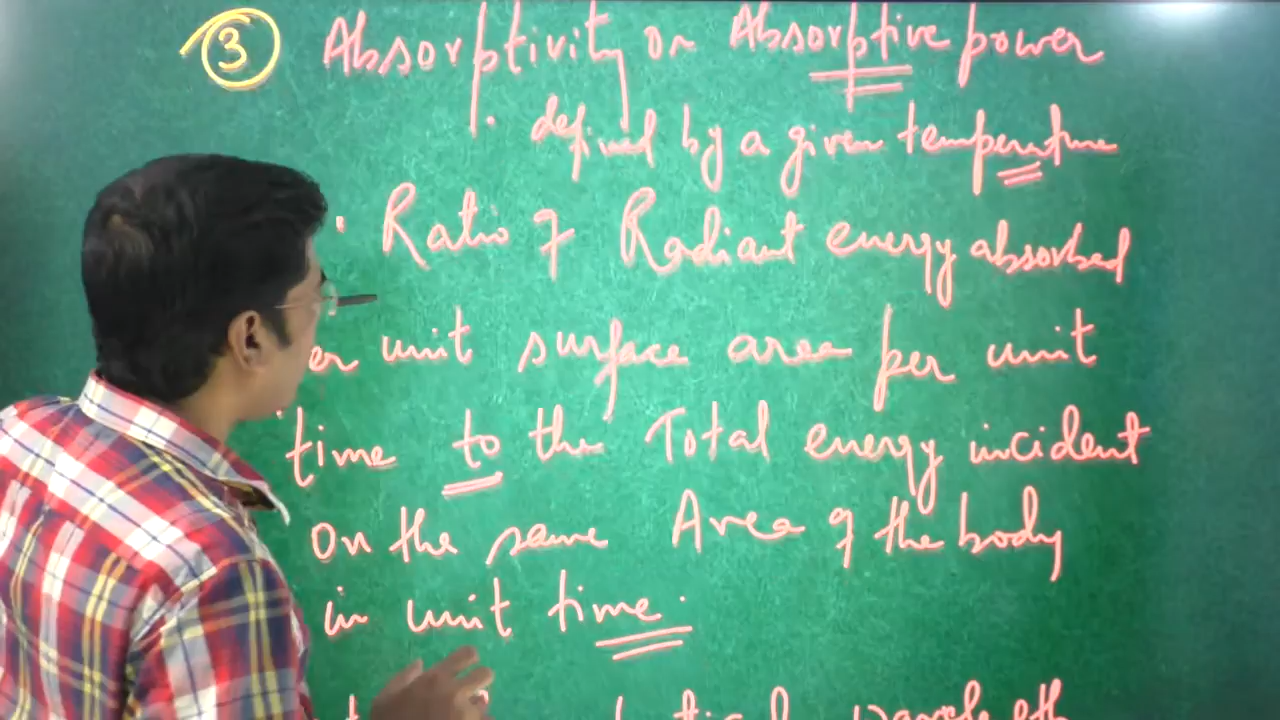 ③ Absorptivity or Absorptive power
· defined by a given temperature
· Ratio of Radiant energy absorbed
er unit surface area per unit
time to the Total energy incident
on the same Area of the body
in unit time.